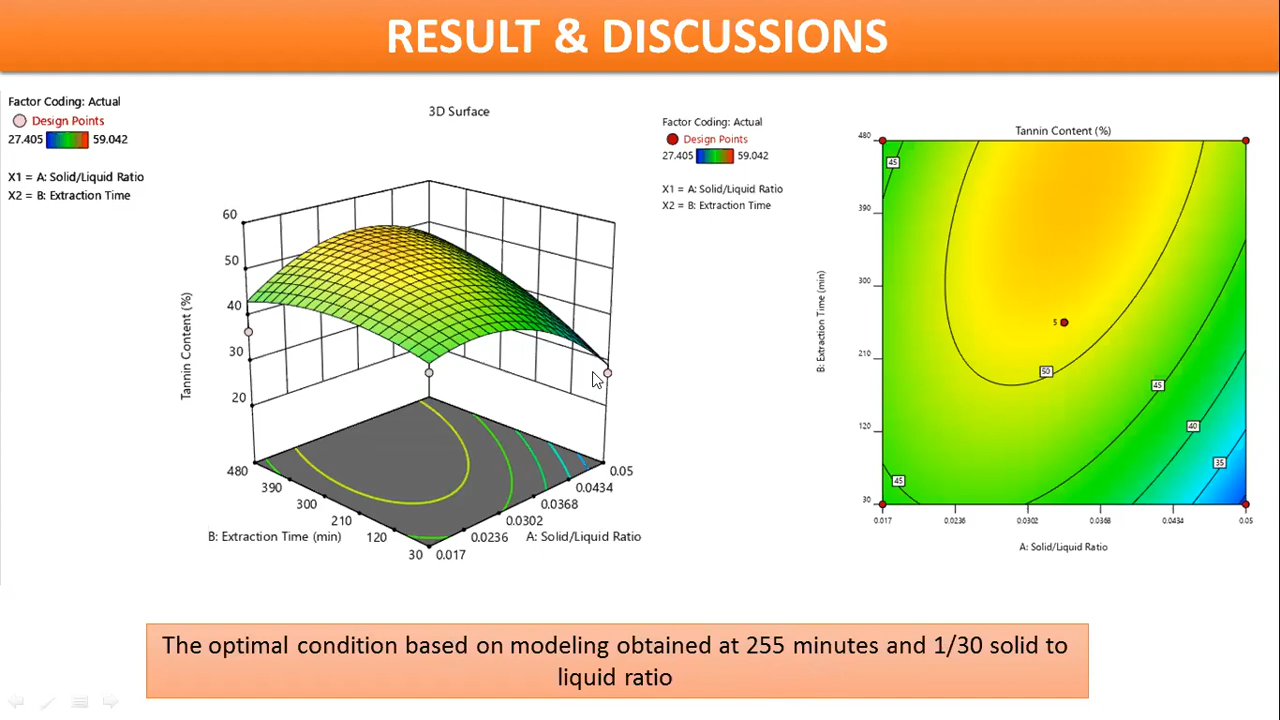 RESULT & DISCUSSIONS
Factor Coding: Actual
Design Points
27.405 59.042
X1 = A: Solid/Liquid Ratio
X2 = B: Extraction Time
3D Surface
60
50
40
30
20
Tannin Content (%)
480
390
300
210
120
30
B: Extraction Time (min)
0.05
0.0434
0.0368
0.0302
0.0236
0.017
A: Solid/Liquid Ratio
Factor Coding: Actual
Design Points
27.405 59.042
X1 = A: Solid/Liquid Ratio
X2 = B: Extraction Time
Tannin Content (%)
480
390
300
210
120
30
B: Extraction Time (min)
45
5
50
45
40
35
45
0.017 0.0236 0.0302 0.0368 0.0434 0.05
A: Solid/Liquid Ratio
The optimal condition based on modeling obtained at 255 minutes and 1/30 solid to
liquid ratio